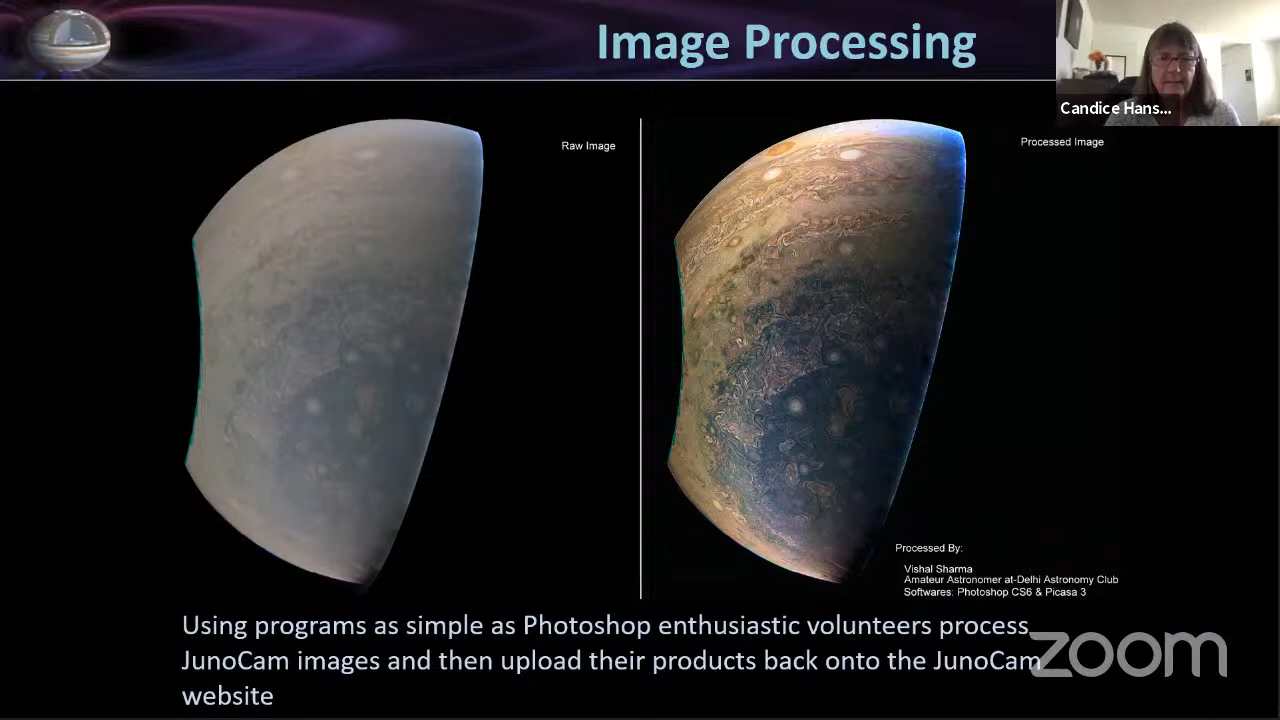 Image Processing
Candice Hans...
Raw Image
Processed Image
Processed By:
Vishal Sharma
Amateur Astronomer at-Delhi Astronomy Club
Softwares: Photoshop CS6 & Picasa 3
Using programs as simple as Photoshop enthusiastic volunteers process
JunoCam images and then upload their products back onto the JunoCam
website
zoom